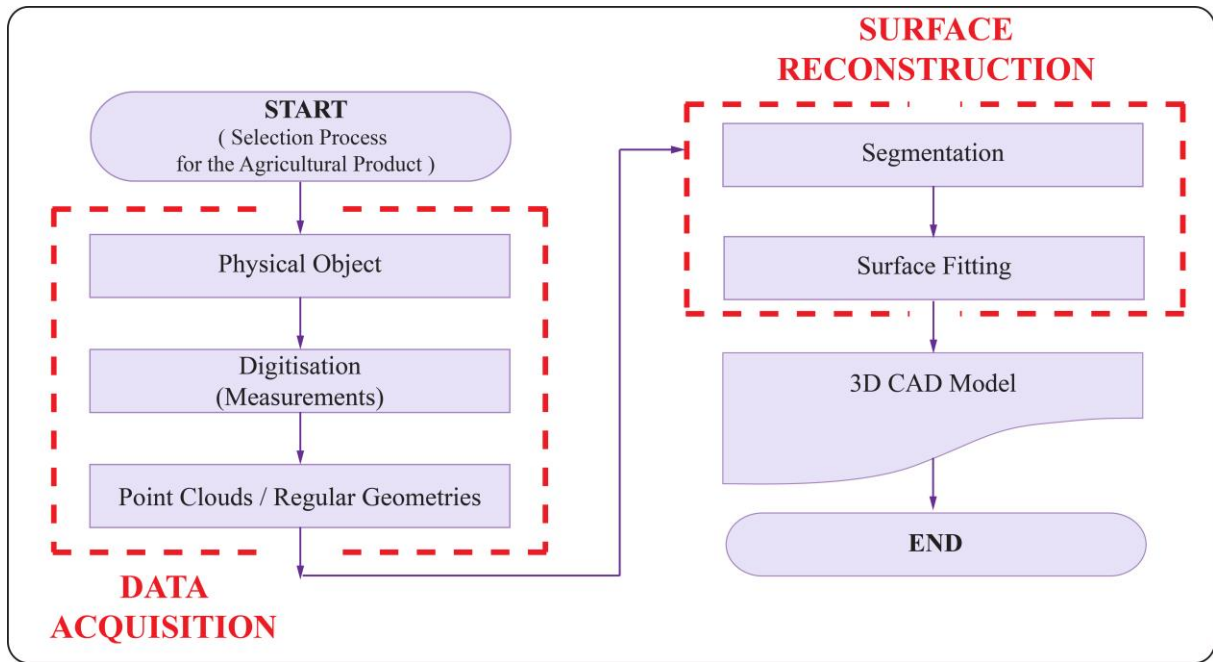 START
( Selection Process
for the Agricultural Product )
Physical Object
Digitisation
(Measurements)
Point Clouds / Regular Geometries
DATA
ACQUISITION
SURFACE
RECONSTRUCTION
Segmentation
Surface Fitting
3D CAD Model
END